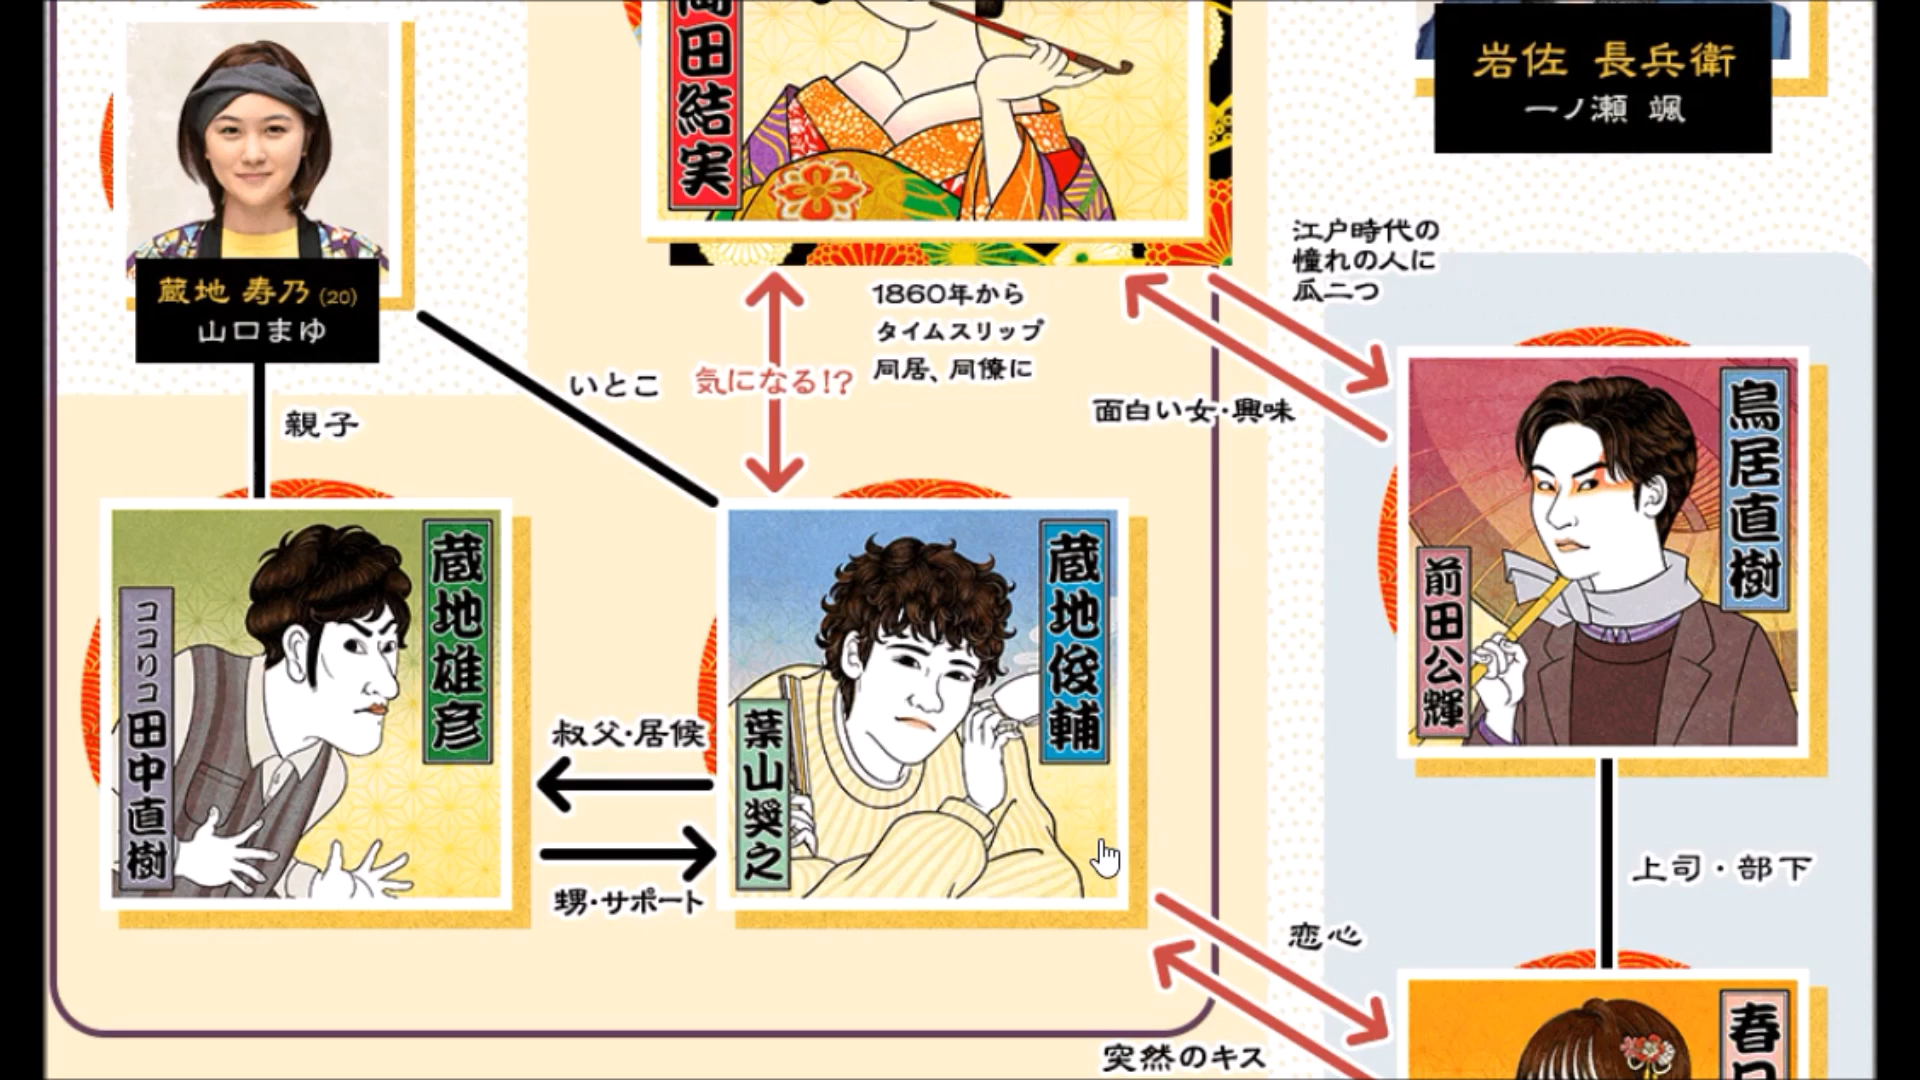 高田結実
岩佐 長兵衛
一ノ瀬 颯
蔵地 寿乃 (20)
山口まゆ
江戸時代の
憧れの人に
瓜二つ
1860年から
タイムスリップ
同居、同僚に
気になる!?
いとこ
親子
面白い女・興味
鳥居直樹
前田公輝
蔵地雄彦
ココリコ田中直樹
蔵地俊輔
葉山奨之
叔父・居候
甥・サポート
上司・部下
恋心
突然のキス
春